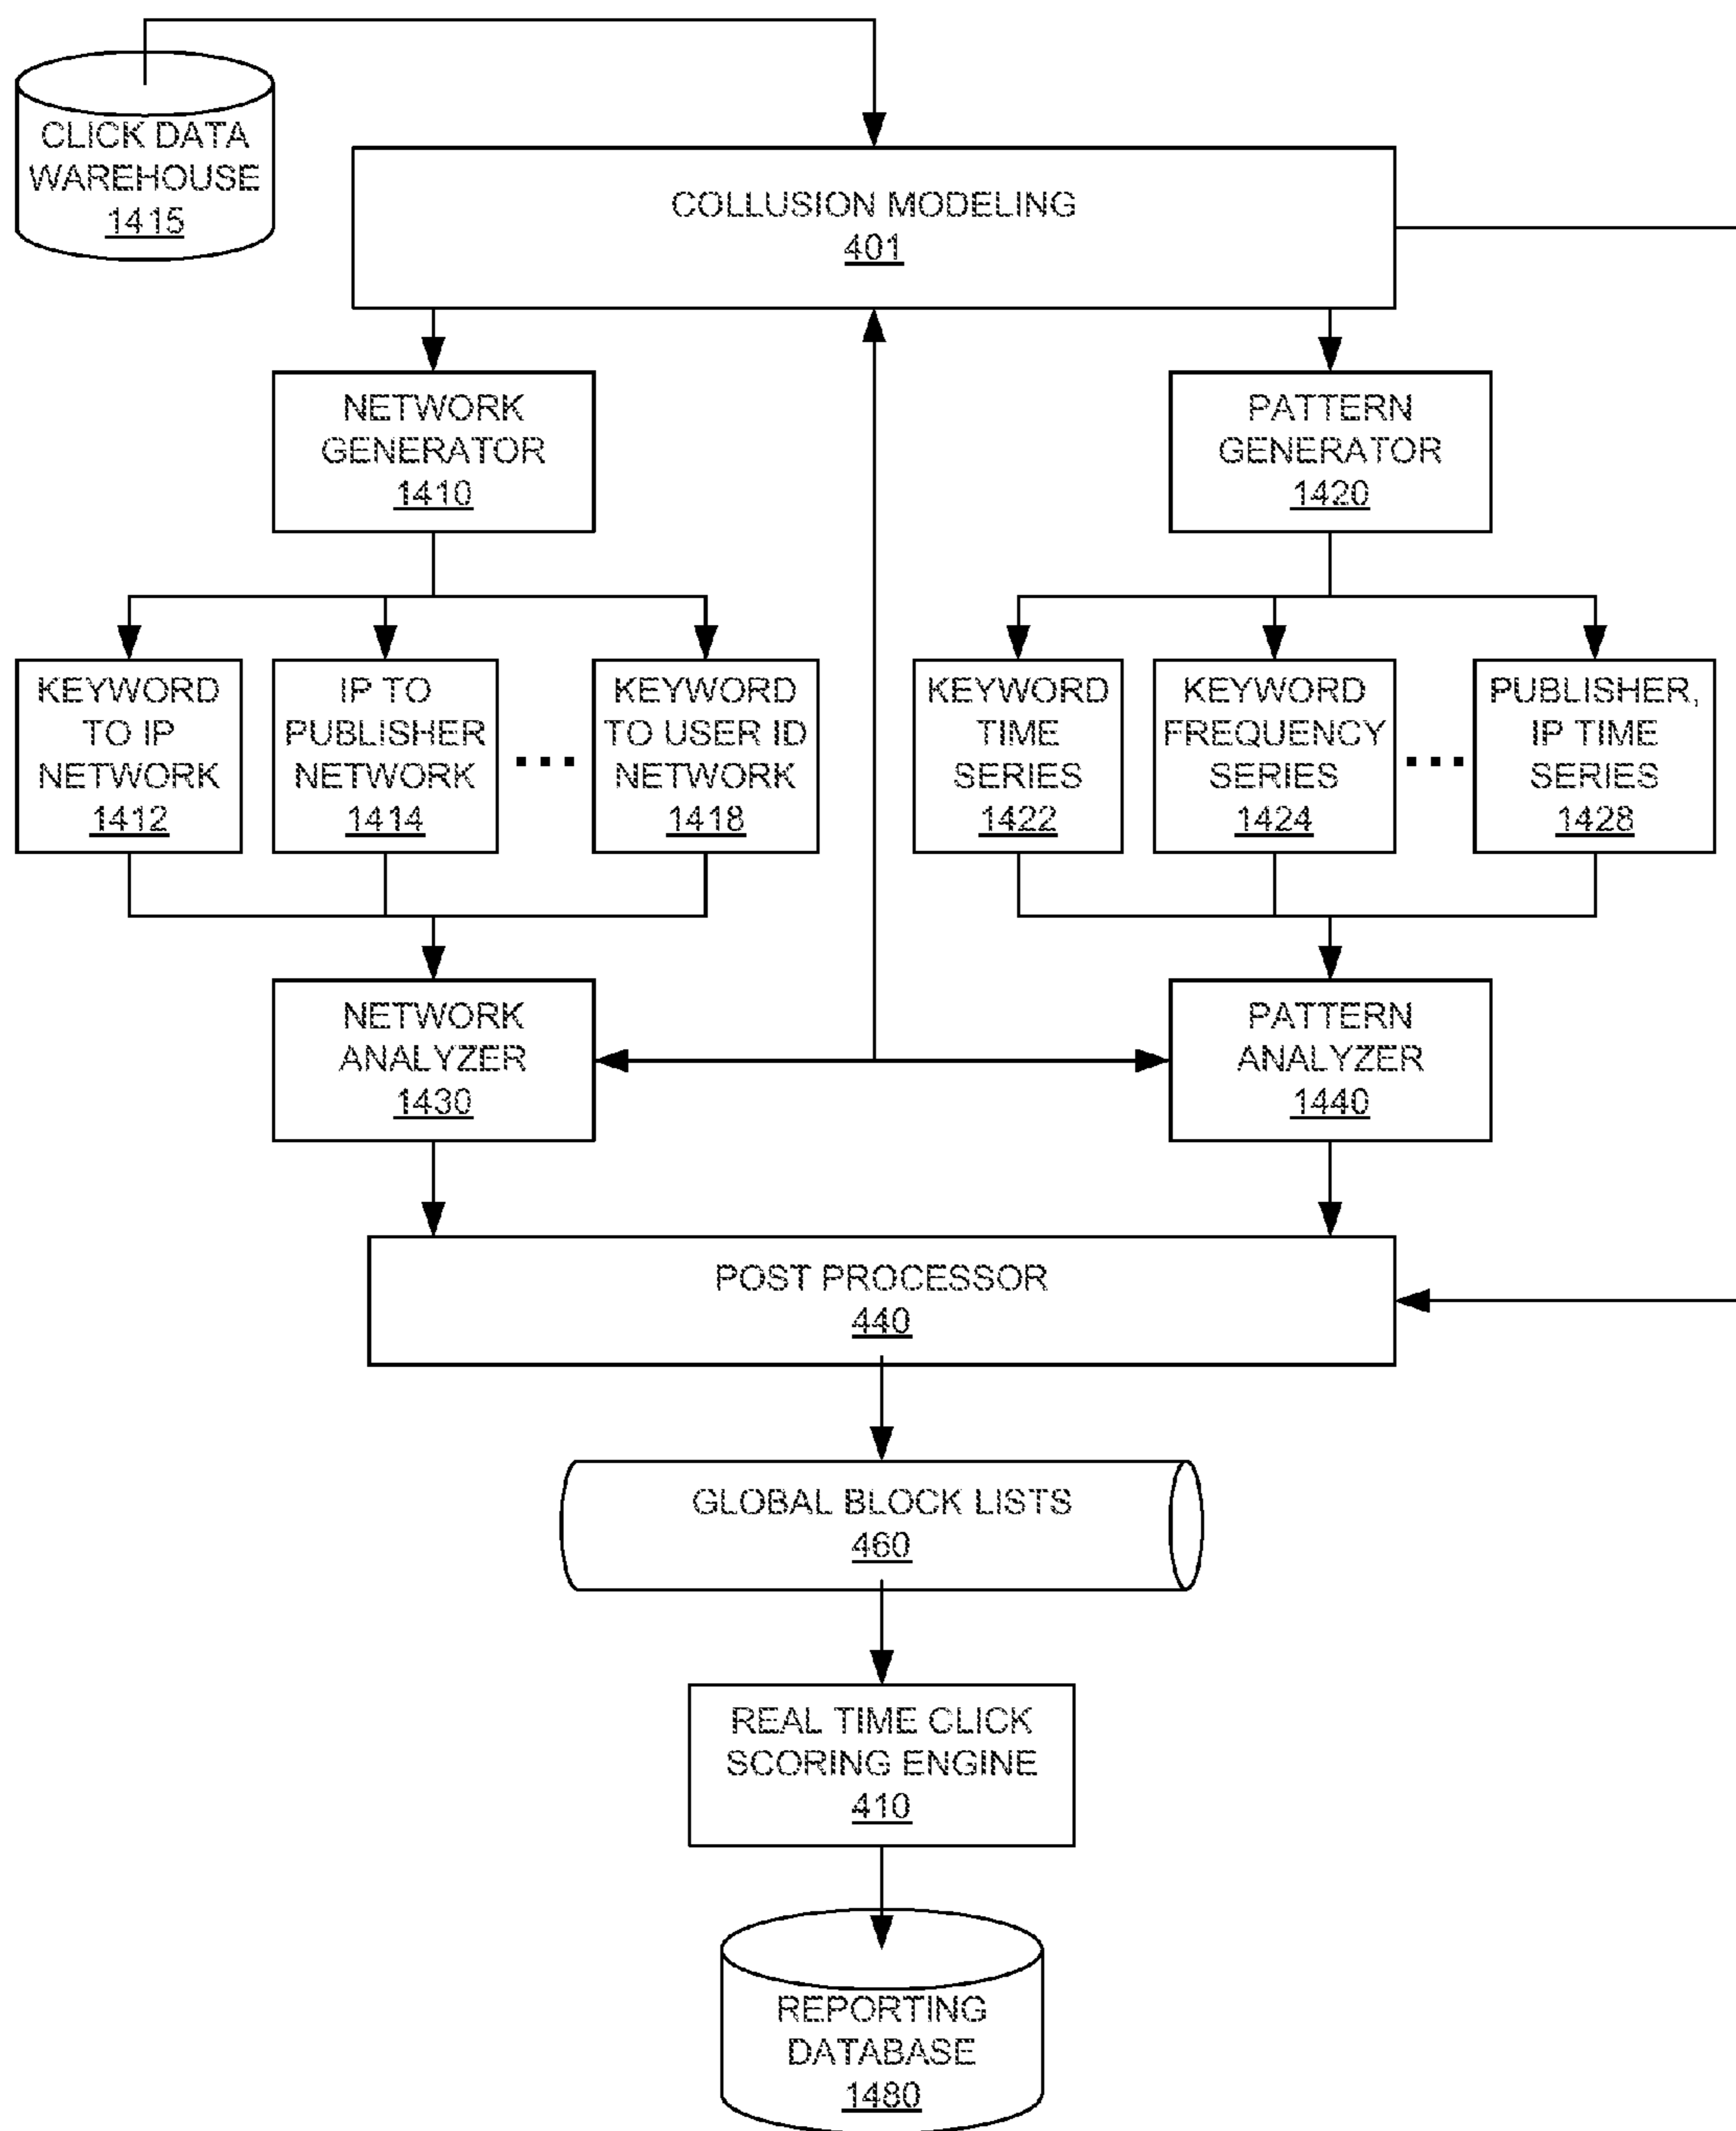 CLICK DATA
WAREHOUSE
1415
COLLUSION MODELING
401
NETWORK
GENERATOR
1410
PATTERN
GENERATOR
1420
KEYWORD
TO IP
NETWORK
1412
IP TO
PUBLISHER
NETWORK
1414
KEYWORD
TO USER ID
NETWORK
1418
KEYWORD
TIME
SERIES
1422
KEYWORD
FREQUENCY
SERIES
1424
PUBLISHER,
IP TIME
SERIES
1428
NETWORK
ANALYZER
1430
PATTERN
ANALYZER
1440
POST PROCESSOR
440
GLOBAL BLOCK LISTS
460
REAL TIME CLICK
SCORING ENGINE
410
REPORTING
DATABASE
1480